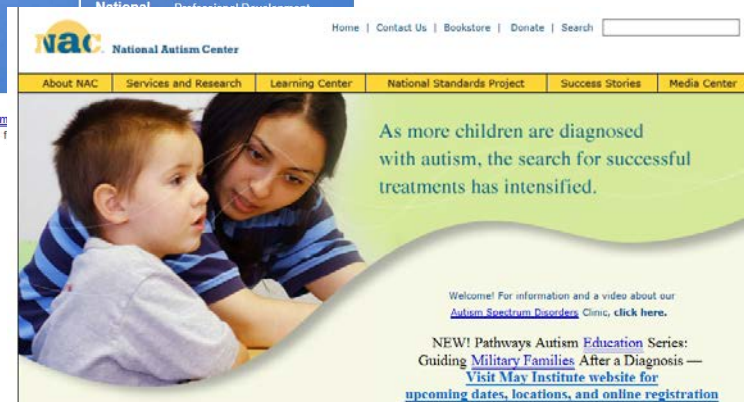 National Professional Development
Home | Contact Us | Bookstore | Donate | Search
nac. National Autism Center
About NAC Services and Research Learning Center National Standards Project Success Stories Media Center
As more children are diagnosed
with autism, the search for successful
treatments has intensified.
Welcome! For information and a video about our
Autism Spectrum Disorders Clinic, click here.
NEW! Pathways Autism Education Series:
Guiding Military Families After a Diagnosis —
Visit May Institute website for
upcoming dates, locations, and online registration